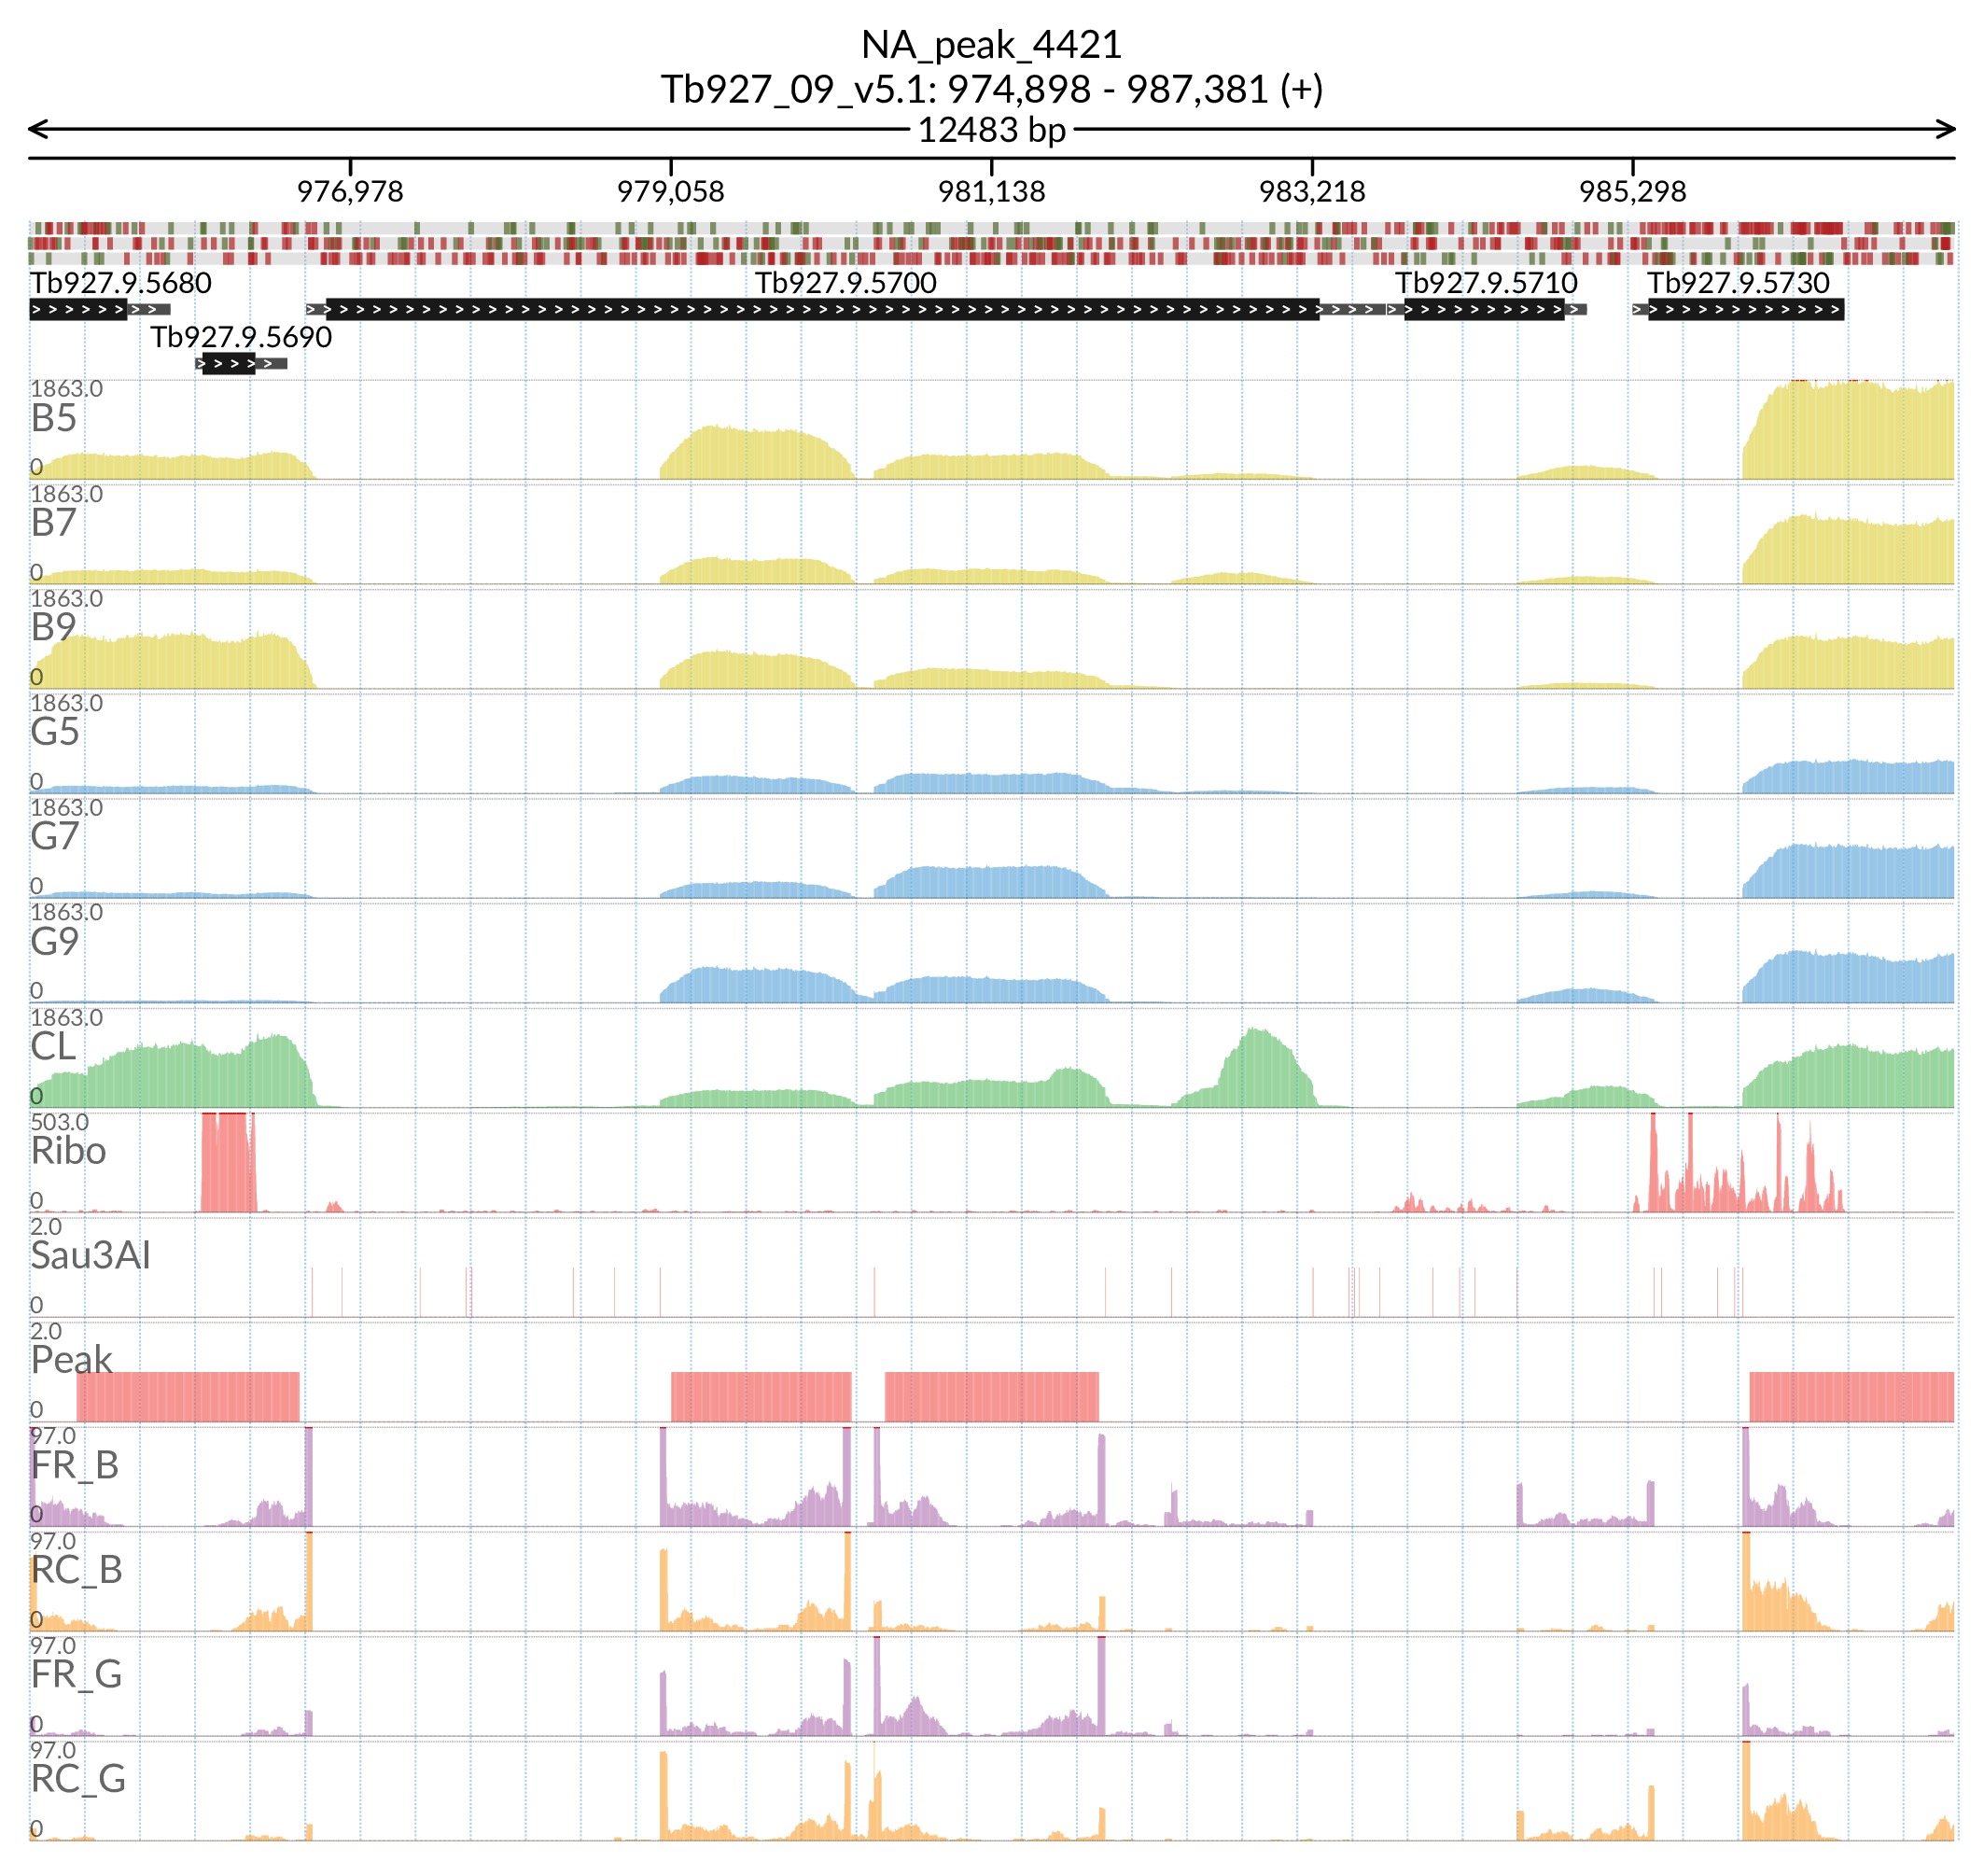 NA_peak_4421
Tb927_09_v5.1: 974,898 - 987,381 (+)
12483 bp
976,978 979,058 981,138 983,218 985,298
Tb927.9.5680 Tb927.9.5700 Tb927.9.5710 Tb927.9.5730
Tb927.9.5690
1863.0
B5
0
1863.0
B7
0
1863.0
B9
0
1863.0
G5
0
1863.0
G7
0
1863.0
G9
0
1863.0
CL
0
503.0
Ribo
0
2.0
Sau3AI
0
2.0
Peak
0
97.0
FR_B
0
97.0
RC_B
0
97.0
FR_G
0
97.0
RC_G
0